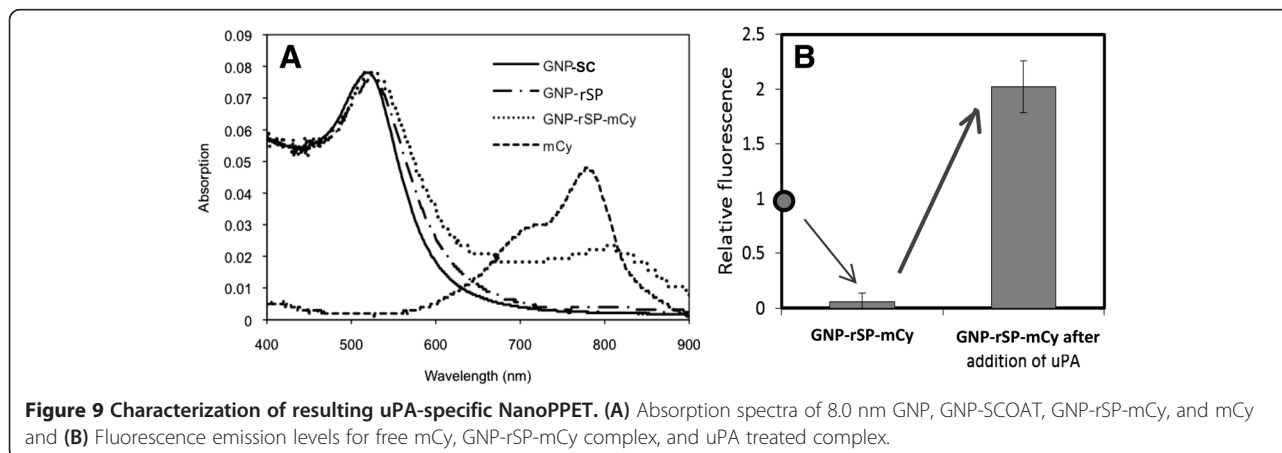 A
0.09
0.08
0.07
0.06
0.05
0.04
0.03
0.02
0.01
0
Absorption
400 500 600 700 800 900
Wavelength (nm)
GNP-SC
GNP-rSP
GNP-rSP-mCy
mCy
B
2.5
2
1.5
1
0.5
0
Relative fluorescence
GNP-rSP-mCy
GNP-rSP-mCy after
addition of uPA
Figure 9 Characterization of resulting uPA-specific NanoPPET. (A) Absorption spectra of 8.0 nm GNP, GNP-SCOAT, GNP-rSP-mCy, and mCy
and (B) Fluorescence emission levels for free mCy, GNP-rSP-mCy complex, and uPA treated complex.